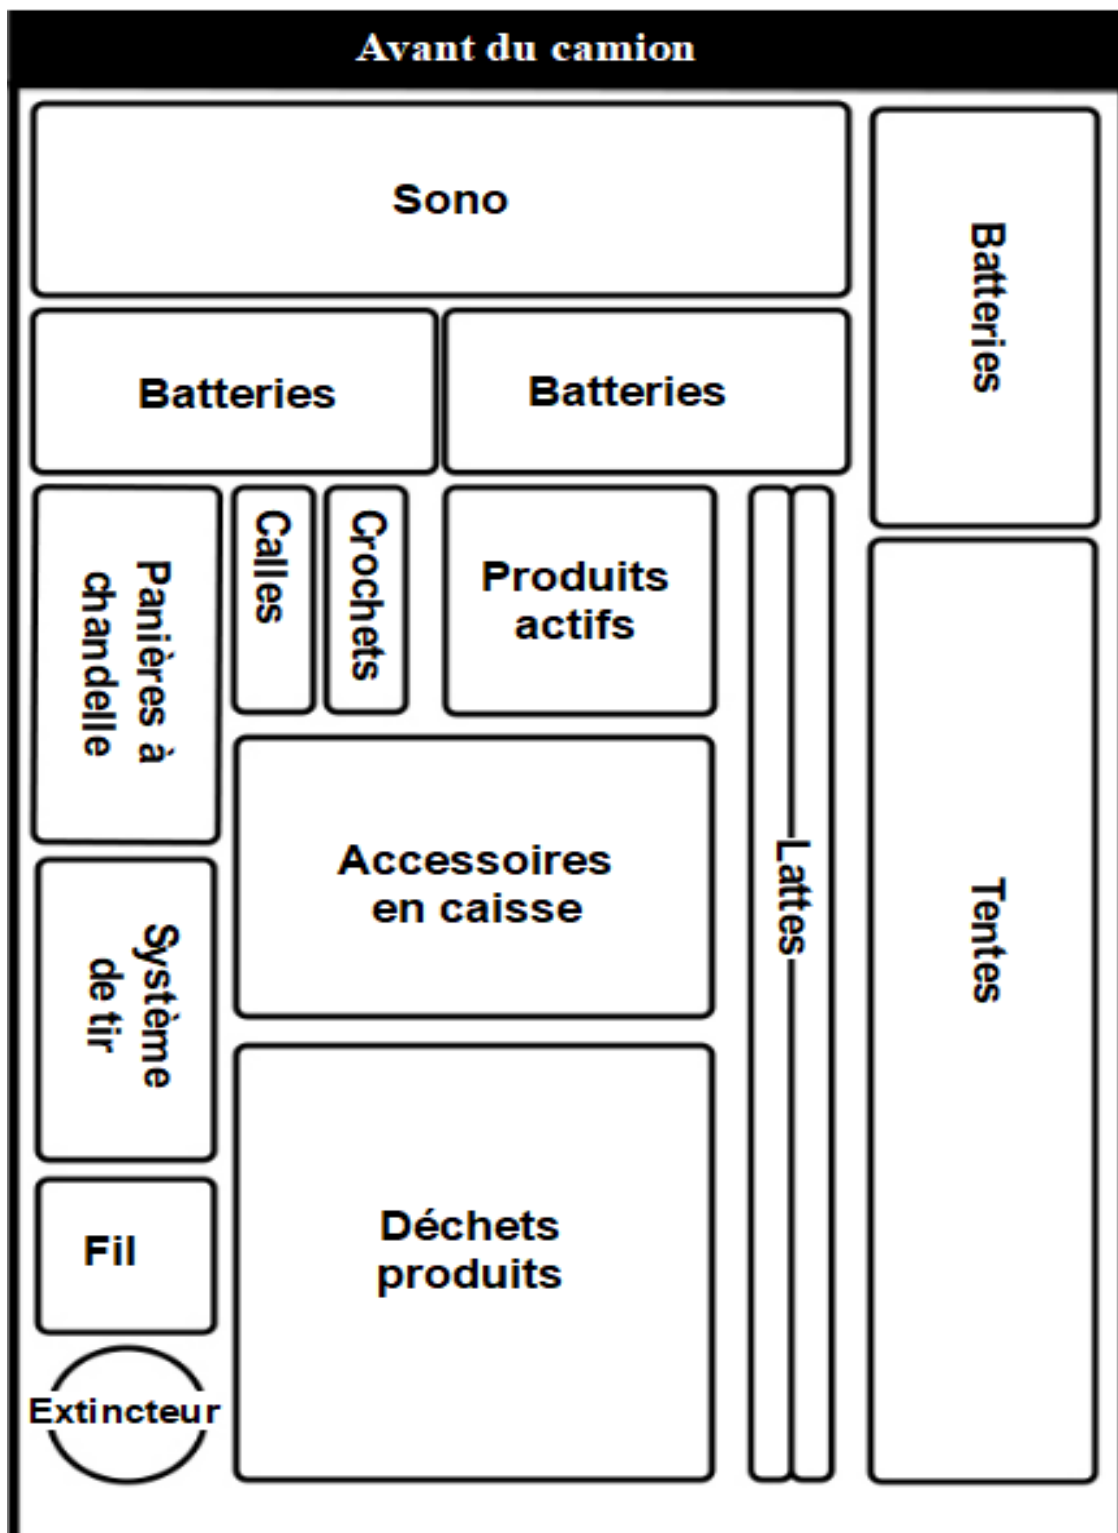 Avant du camion
Sono
Batteries
Batteries
Batteries
Panières à
chandelle
Calles
Crochets
Produits
actifs
Accessoires
en caisse
Lattes
Tentes
Système
de tir
Fil
Déchets
produits
Extincteur